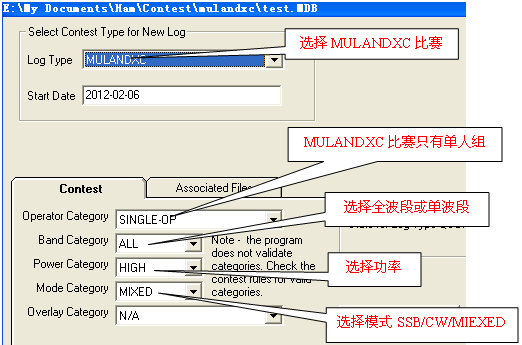 E:\My Documents\Ham\Contest\mulandxc\test.MDB
Select Contest Type for New Log
Log Type MULANDXC
选择 MULANDXC 比赛
Start Date 2012-02-06
MULANDXC 比赛只有单人组
Contest
Associated Files
Operator Category SINGLE-OP
选择全波段或单波段
Band Category ALL
Note - the program
does not validate
categories. Check the
contest rules for valid
categories.
Power Category HIGH
选择功率
Mode Category MIXED
选择模式 SSB/CW/MIEXED
Overlay Category N/A